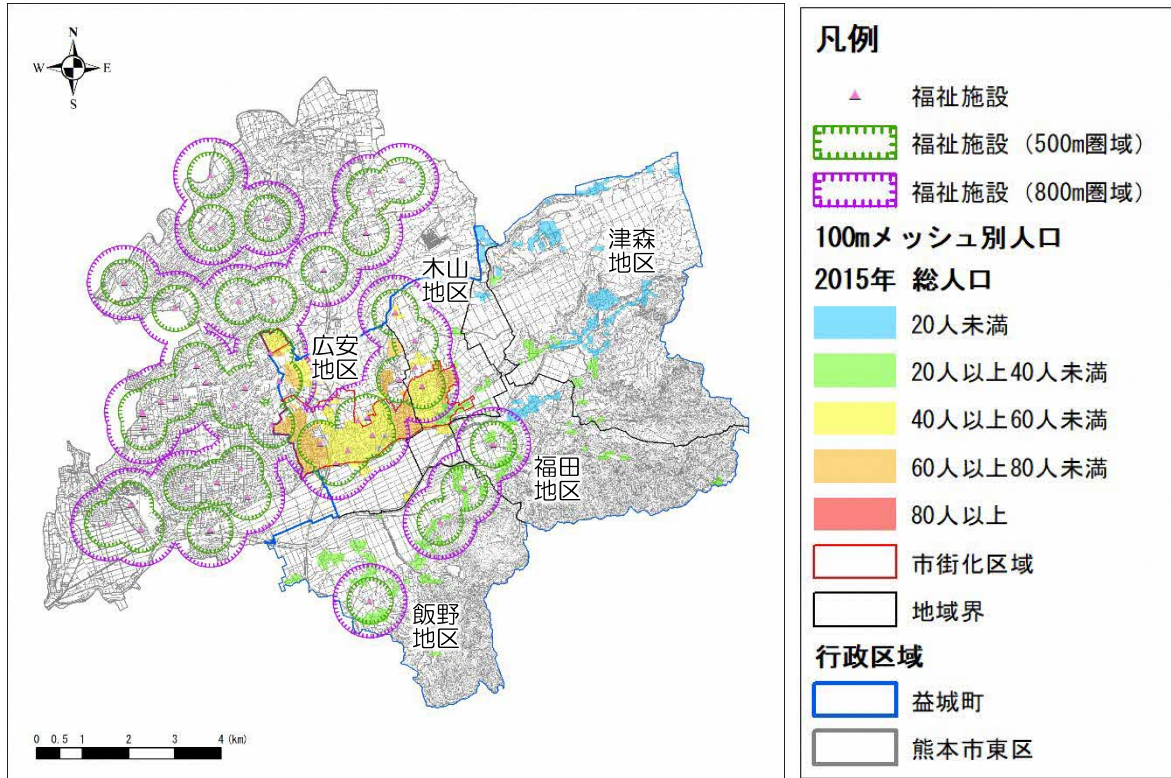 N
W
E
S
津森
地区
木山
地区
広安
地区
福田
地区
飯野
地区
0 0.5 1 2 3 4 (km)
凡例
福祉施設
福祉施設（500m圏域）
福祉施設（800m圏域）
100mメッシュ別人口
2015年 総人口
20人未満
20人以上40人未満
40人以上60人未満
60人以上80人未満
80人以上
市街化区域
地域界
行政区域
益城町
熊本市東区